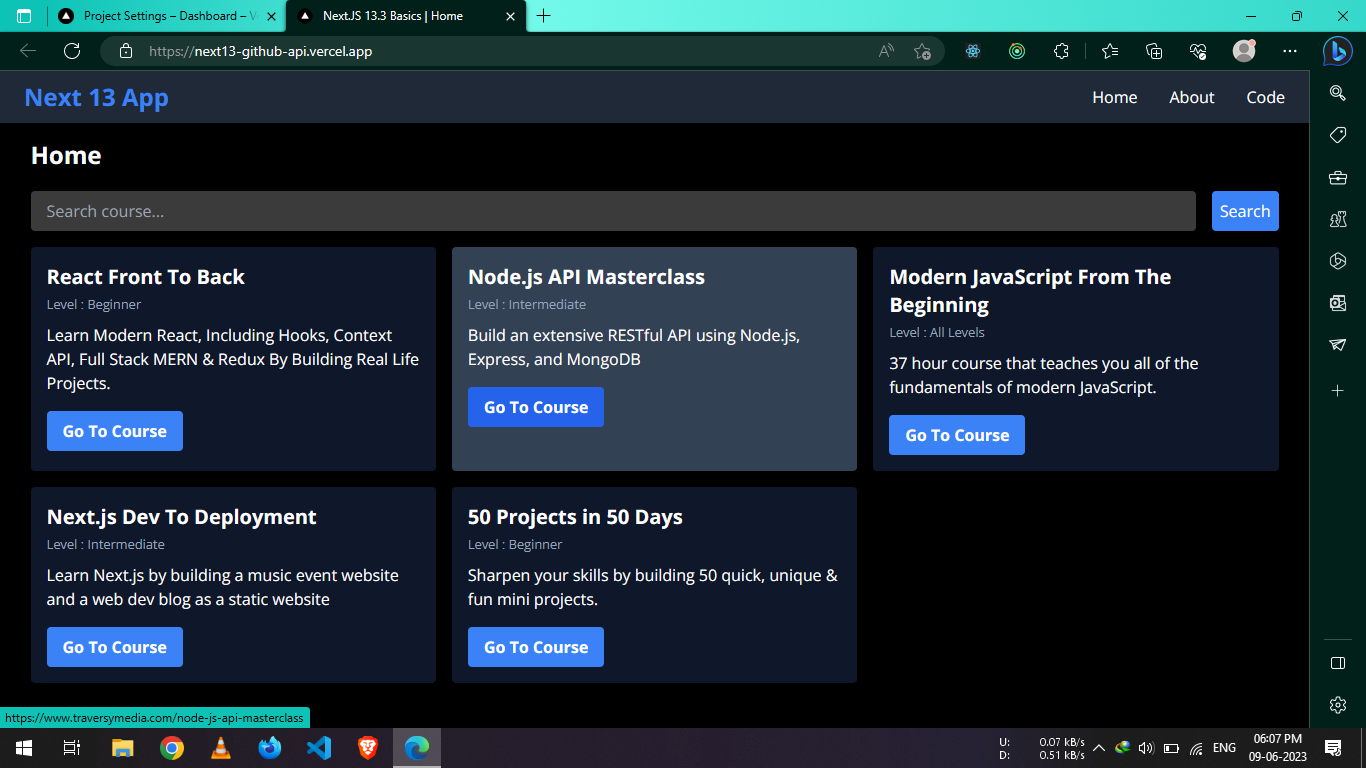 Project Settings – Dashboard – V
NextJS 13.3 Basics | Home
https://next13-github-api.vercel.app
Next 13 App
Home
About
Code
Home
Search course...
Search
React Front To Back
Level : Beginner
Learn Modern React, Including Hooks, Context
API, Full Stack MERN & Redux By Building Real Life
Projects.
Go To Course
Node.js API Masterclass
Level : Intermediate
Build an extensive RESTful API using Node.js,
Express, and MongoDB
Go To Course
Modern JavaScript From The
Beginning
Level : All Levels
37 hour course that teaches you all of the
fundamentals of modern JavaScript.
Go To Course
Next.js Dev To Deployment
Level : Intermediate
Learn Next.js by building a music event website
and a web dev blog as a static website
Go To Course
50 Projects in 50 Days
Level : Beginner
Sharpen your skills by building 50 quick, unique &
fun mini projects.
Go To Course
https://www.traversymedia.com/node-js-api-masterclass
U: 0.07 kB/s
D: 0.51 kB/s
ENG
06:07 PM
09-06-2023